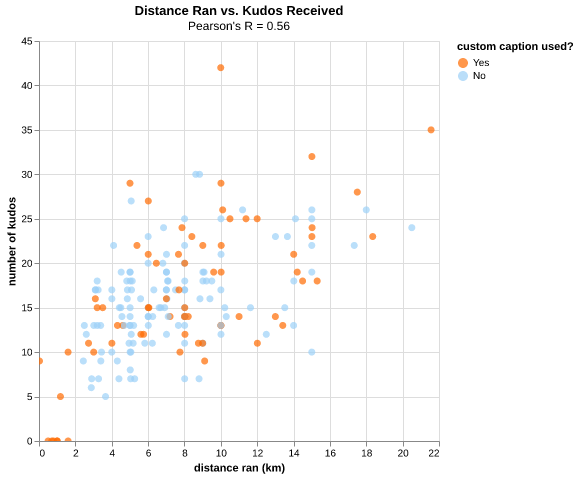 Distance Ran vs. Kudos Received
Pearson's R = 0.56
custom caption used?
Yes
No
number of kudos
45
40
35
30
25
20
15
10
5
0
0 2 4 6 8 10 12 14 16 18 20 22
distance ran (km)